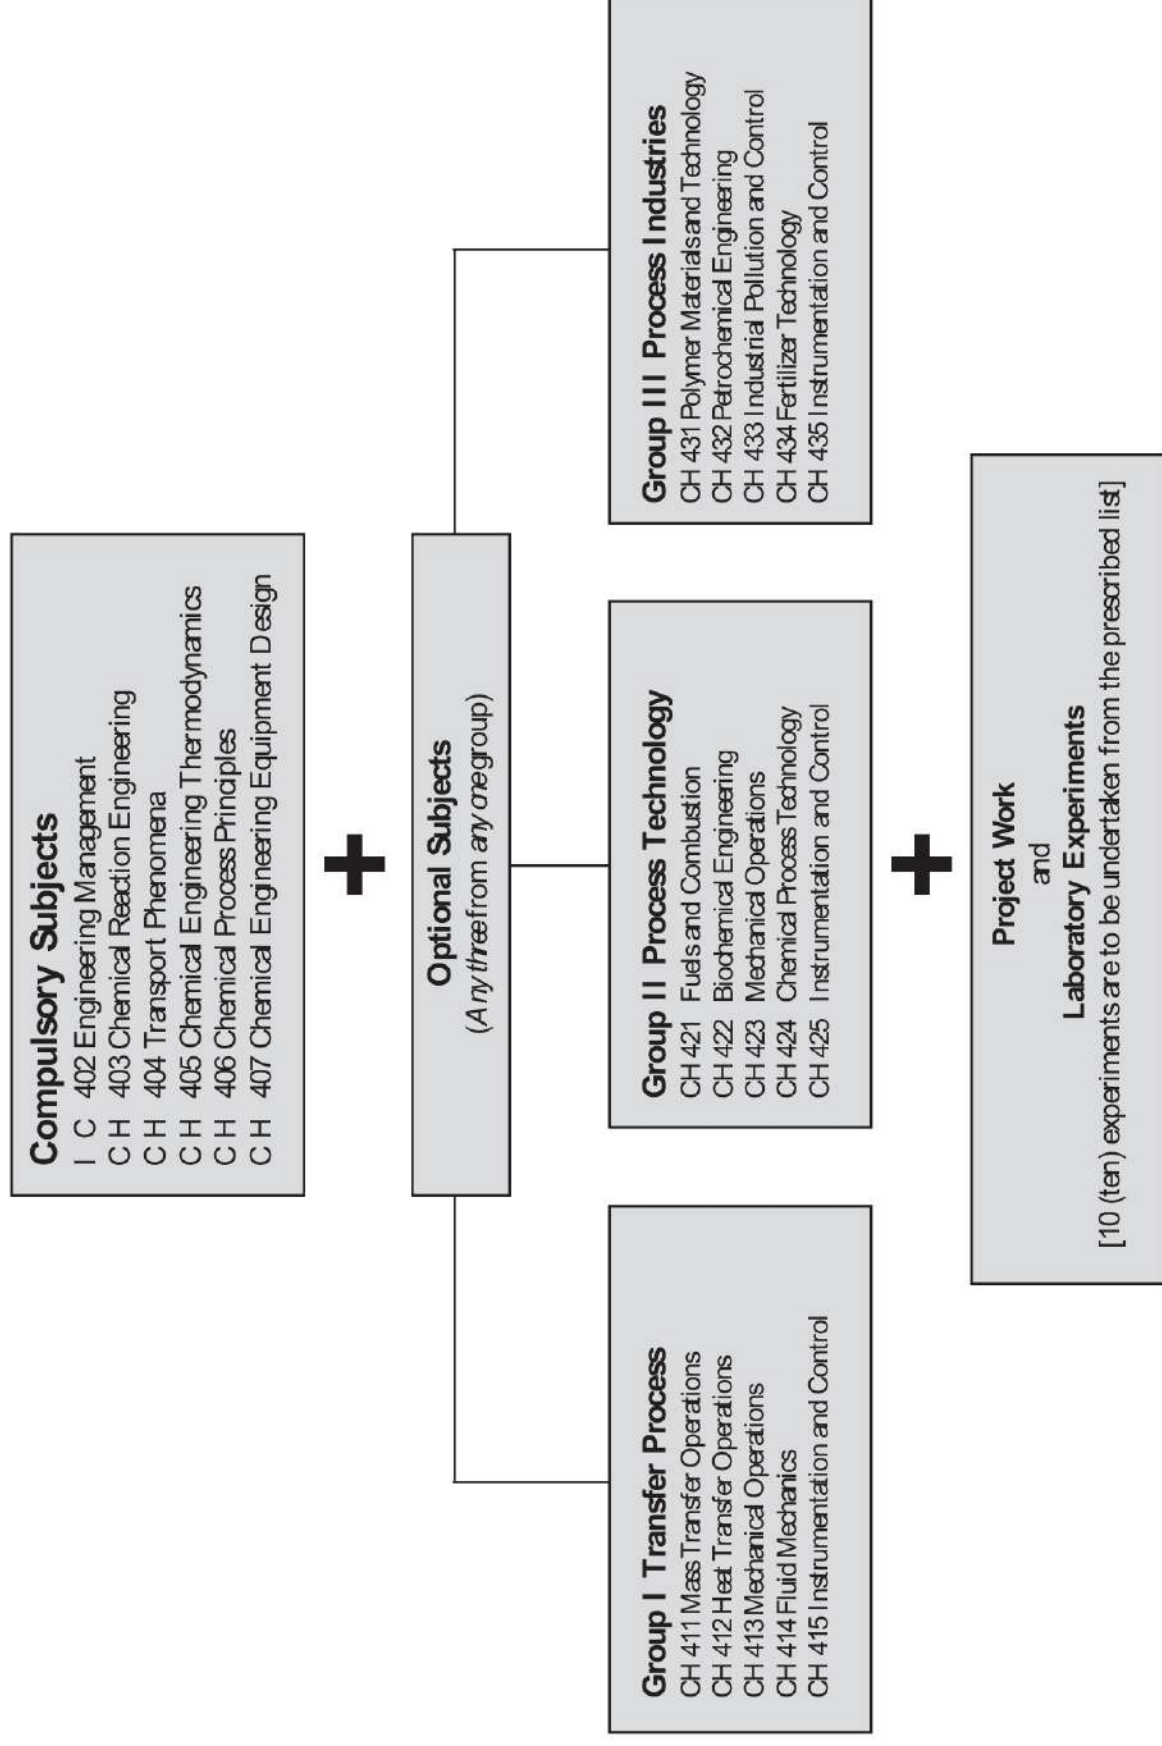 Compulsory Subjects
I C 402 Engineering Management
C H 403 Chemical Reaction Engineering
C H 404 Transport Phenomena
C H 405 Chemical Engineering Thermodynamics
C H 406 Chemical Process Principles
C H 407 Chemical Engineering Equipment Design
+
Optional Subjects
(Any three from any one group)
Group I Transfer Process
CH 411 Mass Transfer Operations
CH 412 Heat Transfer Operations
CH 413 Mechanical Operations
CH 414 Fluid Mechanics
CH 415 Instrumentation and Control
Group II Process Technology
CH 421 Fuels and Combustion
CH 422 Biochemical Engineering
CH 423 Mechanical Operations
CH 424 Chemical Process Technology
CH 425 Instrumentation and Control
Group III Process Industries
CH 431 Polymer Materials and Technology
CH 432 Petrochemical Engineering
CH 433 Industrial Pollution and Control
CH 434 Fertilizer Technology
CH 435 Instrumentation and Control
+
Project Work
and
Laboratory Experiments
[10 (ten) experiments are to be undertaken from the prescribed list]